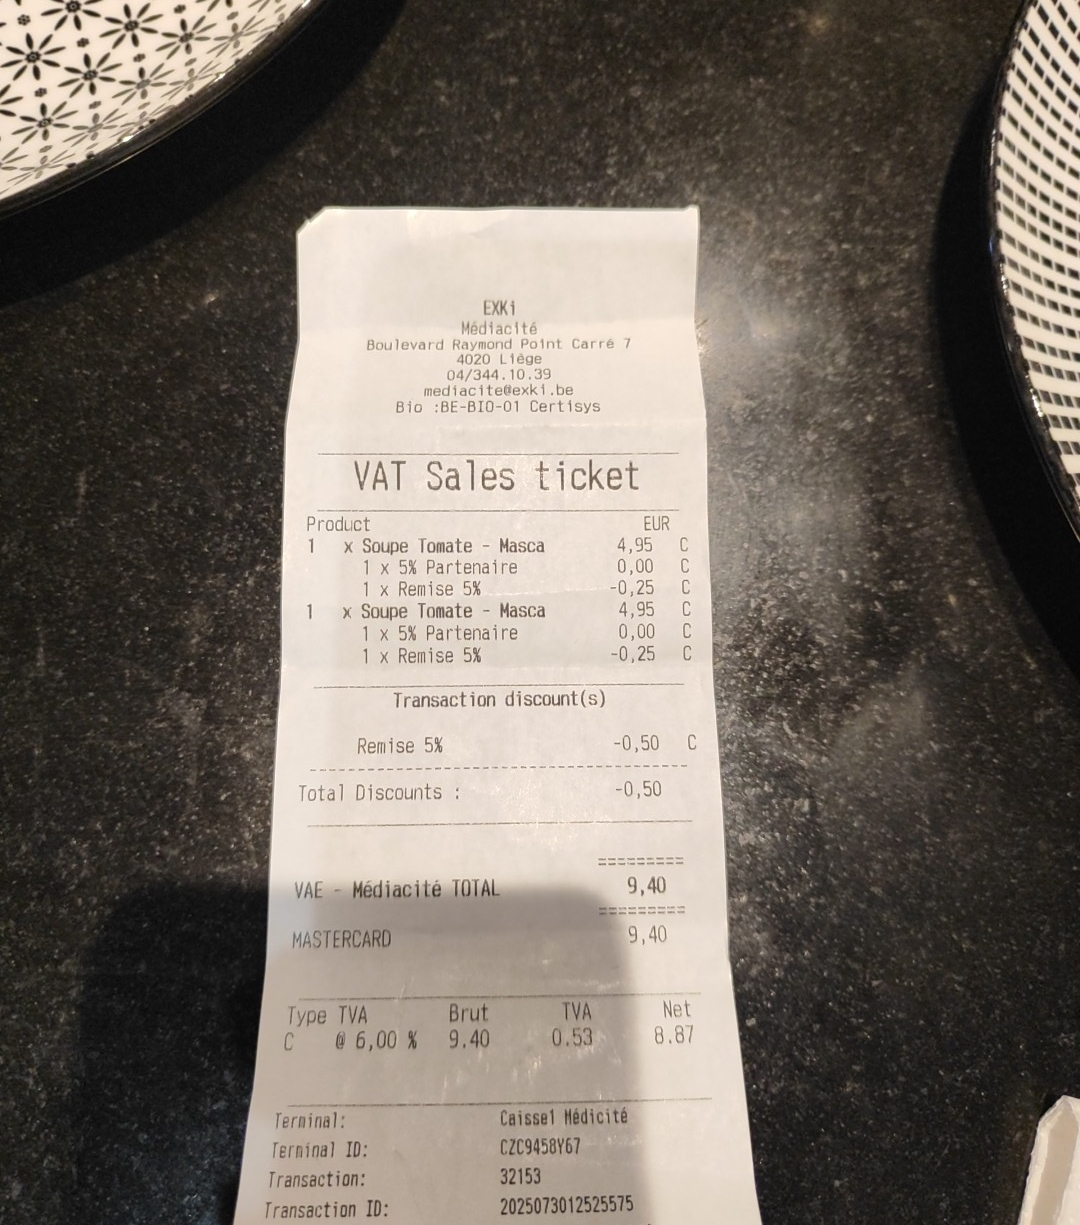 EXKi
Médiacité
Boulevard Raymond Point Carré 7
4020 Liège
04/344.10.39
mediacite@exki.be
Bio :BE-BIO-01 Certisys
VAT Sales ticket
Product EUR
1 x Soupe Tomate - Masca 4,95 C
1 x 5% Partenaire 0,00 C
1 x Remise 5% -0,25 C
1 x Soupe Tomate - Masca 4,95 C
1 x 5% Partenaire 0,00 C
1 x Remise 5% -0,25 C
Transaction discount(s)
Remise 5% -0,50 C
Total Discounts : -0,50
=========
VAE - Médiacité TOTAL 9,40
=========
MASTERCARD 9,40
Type TVA Brut TVA Net
C @ 6,00 % 9.40 0.53 8.87
Terminal: Caisse1 Médicité
Terminal ID: CZC9458Y67
Transaction: 32153
Transaction ID: 2025073012525575